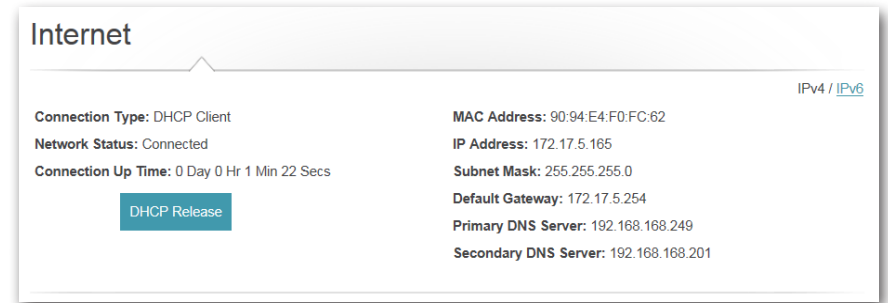 Internet
IPv4 / IPv6
Connection Type: DHCP Client
Network Status: Connected
Connection Up Time: 0 Day 0 Hr 1 Min 22 Secs
DHCP Release
MAC Address: 90:94:E4:F0:FC:62
IP Address: 172.17.5.165
Subnet Mask: 255.255.255.0
Default Gateway: 172.17.5.254
Primary DNS Server: 192.168.168.249
Secondary DNS Server: 192.168.168.201